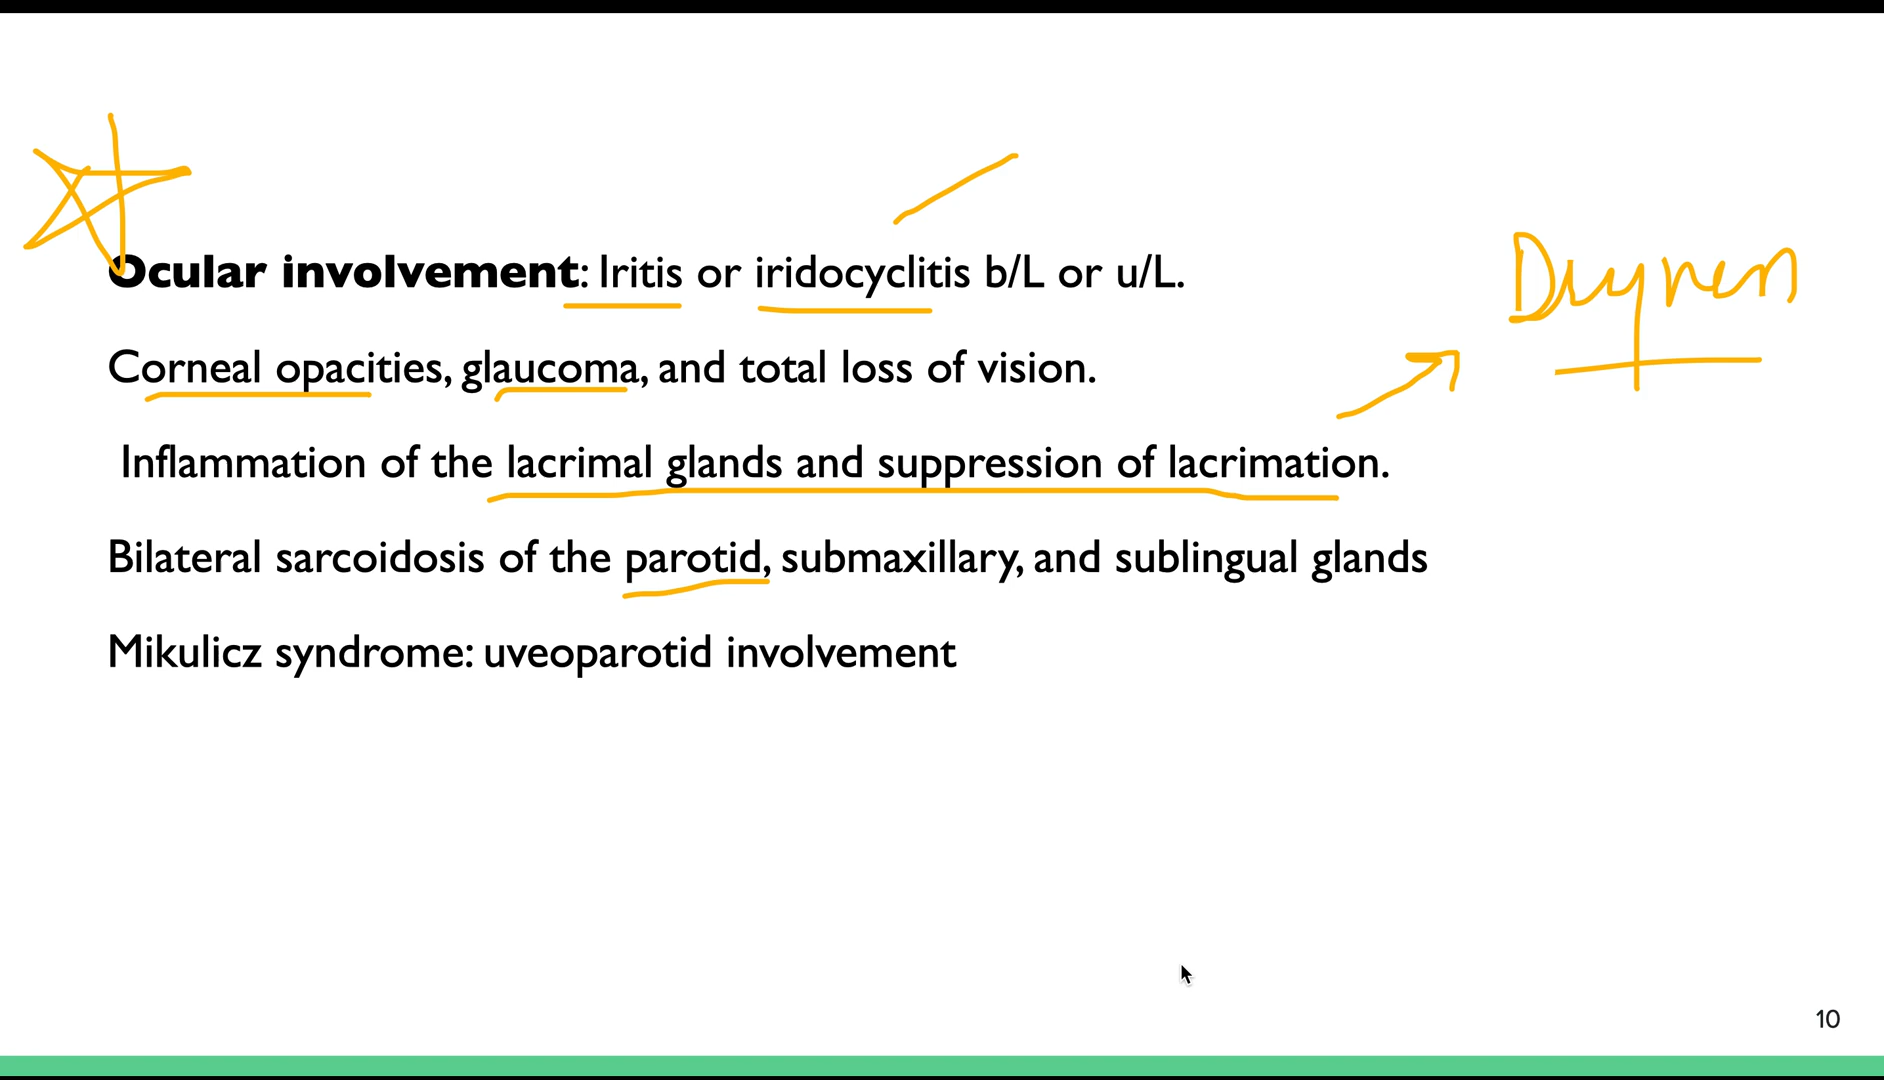 Ocular involvement: Iritis or iridocyclitis b/L or u/L.
Corneal opacities, glaucoma, and total loss of vision.
Inflammation of the lacrimal glands and suppression of lacrimation.
Bilateral sarcoidosis of the parotid, submaxillary, and sublingual glands
Mikulicz syndrome: uveoparotid involvement
10